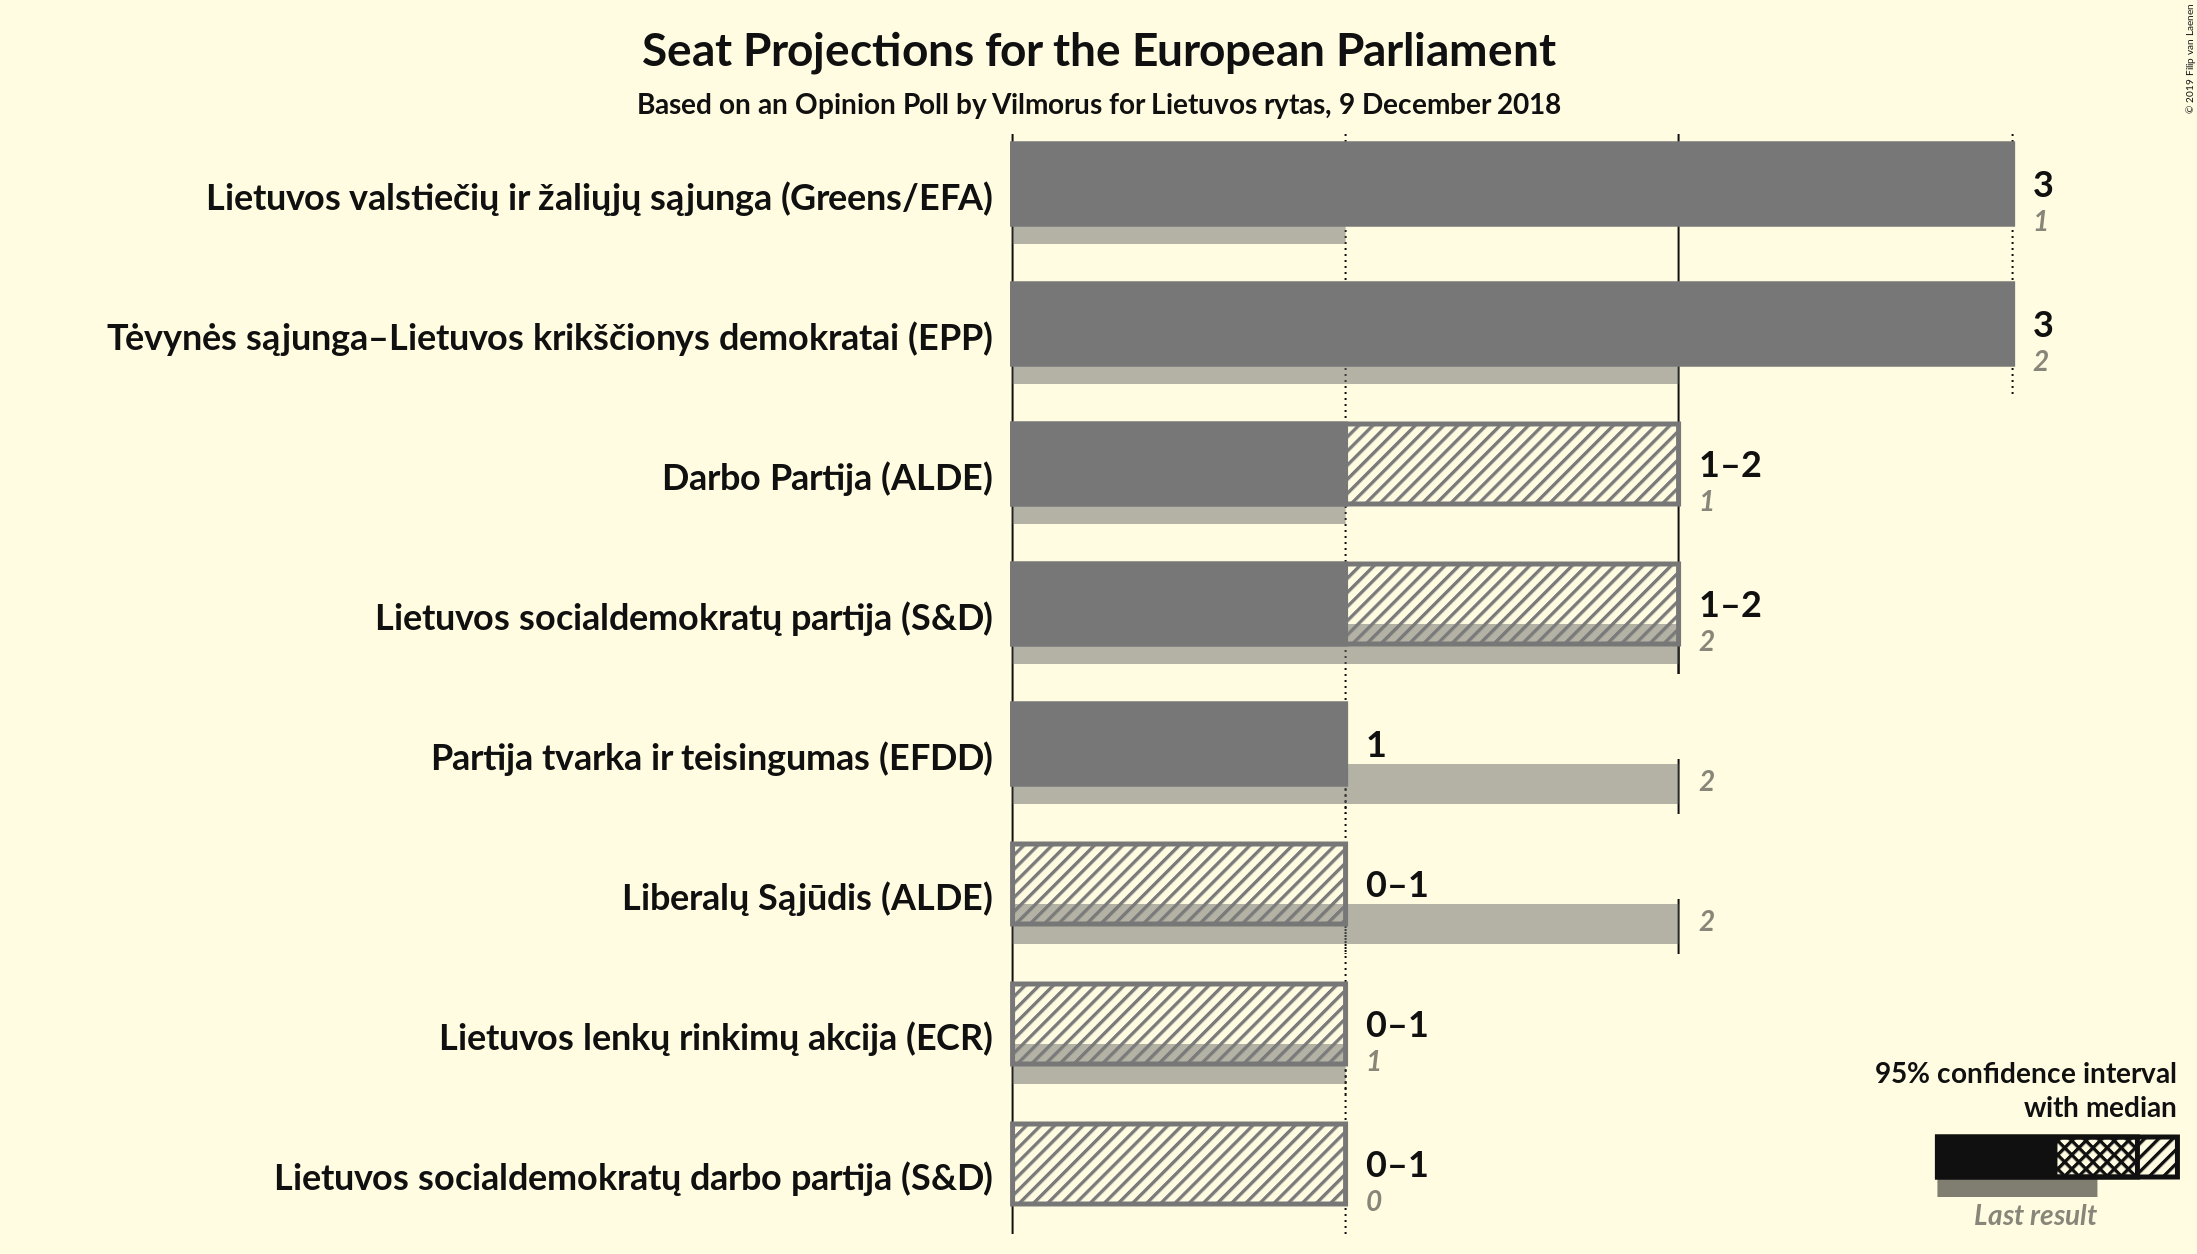 Seat Projections for the European Parliament
Based on an Opinion Poll by Vilmorus for Lietuvos rytas, 9 December 2018
© 2019 Filip van Laenen
Lietuvos valstiečių ir žaliųjų sąjunga (Greens/EFA)
3
1
Tėvynės sąjunga–Lietuvos krikščionys demokratai (EPP)
3
2
Darbo Partija (ALDE)
1–2
1
Lietuvos socialdemokratų partija (S&D)
1–2
2
Partija tvarka ir teisingumas (EFDD)
1
2
Liberalų Sąjūdis (ALDE)
0–1
2
Lietuvos lenkų rinkimų akcija (ECR)
0–1
1
Lietuvos socialdemokratų darbo partija (S&D)
0–1
0
95% confidence interval
with median
Last result